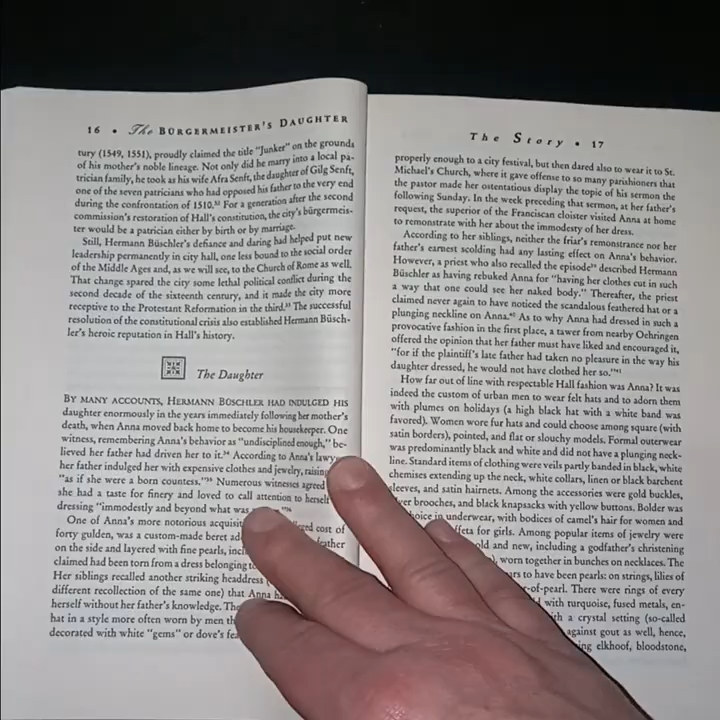 16 • The BÜRGERMEISTER'S DAUGHTER
tury (1549, 1551), proudly claimed the title "Junker" on the grounds
of his mother's noble lineage. Not only did he marry into a local pa-
trician family, he took as his wife Afra Senft, the daughter of Gilg Senft,
one of the seven patricians who had opposed his father to the very end
during the confrontation of 1510. For a generation after the second
commission's restoration of Hall's constitution, the city's bürgermeis-
ter would be a patrician either by birth or by marriage.
Still, Hermann Büschler's defiance and daring had helped put new
leadership permanently in city hall, one less bound to the social order
of the Middle Ages and, as we will see, to the Church of Rome as well.
That change spared the city some lethal political conflict during the
second decade of the sixteenth century, and it made the city more
receptive to the Protestant Reformation in the third. The successful
resolution of the constitutional crisis also established Hermann Büsch-
ler's heroic reputation in Hall's history.
The Daughter
BY MANY ACCOUNTS, HERMANN BÜSCHLER HAD INDULGED HIS
daughter enormously in the years immediately following her mother's
death, when Anna moved back home to become his housekeeper. One
witness, remembering Anna's behavior as "undisciplined enough," be-
lieved her father had driven her to it. According to Anna's
her father indulged her with expensive clothes and jewelry, raising
"as if she were a born countess." Numerous witnesses agreed
she had a taste for finery and loved to call attention to herself
dressing "immodestly and beyond what was
One of Anna's more notorious cost of
forty gulden, was a custom-made beret
on the side and layered with fine pearls,
claimed had been torn from a dress belonging
Her siblings recalled another striking headdress
different recollection of the same one) that Anna
herself without her father's knowledge.
hat in a style more often worn by men
decorated with white "gems" or dove's
The Story • 17
properly enough to a city festival, but then dared also to wear it to St.
Michael's Church, where it gave offense to so many parishioners that
the pastor made her ostentatious display the topic of his sermon the
following Sunday. In the week preceding that sermon, at her father's
request, the superior of the Franciscan cloister visited Anna at home
to remonstrate with her about the immodesty of her dress.
According to her siblings, neither the friar's remonstrance nor her
father's earnest scolding had any lasting effect on Anna's behavior.
However, a priest who also recalled the episode described Hermann
Büschler as having rebuked Anna for "having her clothes cut in such
a way that one could see her naked body." Thereafter, the priest
claimed never again to have noticed the scandalous feathered hat or a
plunging neckline on Anna. As to why Anna had dressed in such a
provocative fashion in the first place, a tawer from nearby Oehringen
offered the opinion that her father must have liked and encouraged it,
"for if the plaintiff's late father had taken no pleasure in the way his
daughter dressed, he would not have clothed her so."
How far out of line with respectable Hall fashion was Anna? It was
indeed the custom of urban men to wear felt hats and to adorn them
with plumes on holidays (a high black hat with a white band was
favored). Women wore fur hats and could choose among square (with
satin borders), pointed, and flat or slouchy models. Formal outerwear
was predominantly black and white and did not have a plunging neck-
line. Standard items of clothing were veils partly banded in black, white
chemises extending up the neck, white collars, linen or black barchent
sleeves, and satin hairnets. Among the accessories were gold buckles,
brooches, and black knapsacks with yellow buttons. Bolder was
in underwear, with bodices of camel's hair for women and
for girls. Among popular items of jewelry were
and new, including a godfather's christening
worn together in bunches on necklaces. The
to have been pearls: on strings, lilies of
-of-pearl. There were rings of every
with turquoise, fused metals, en-
with a crystal setting (so-called
against gout as well, hence,
elkhoof, bloodstone,